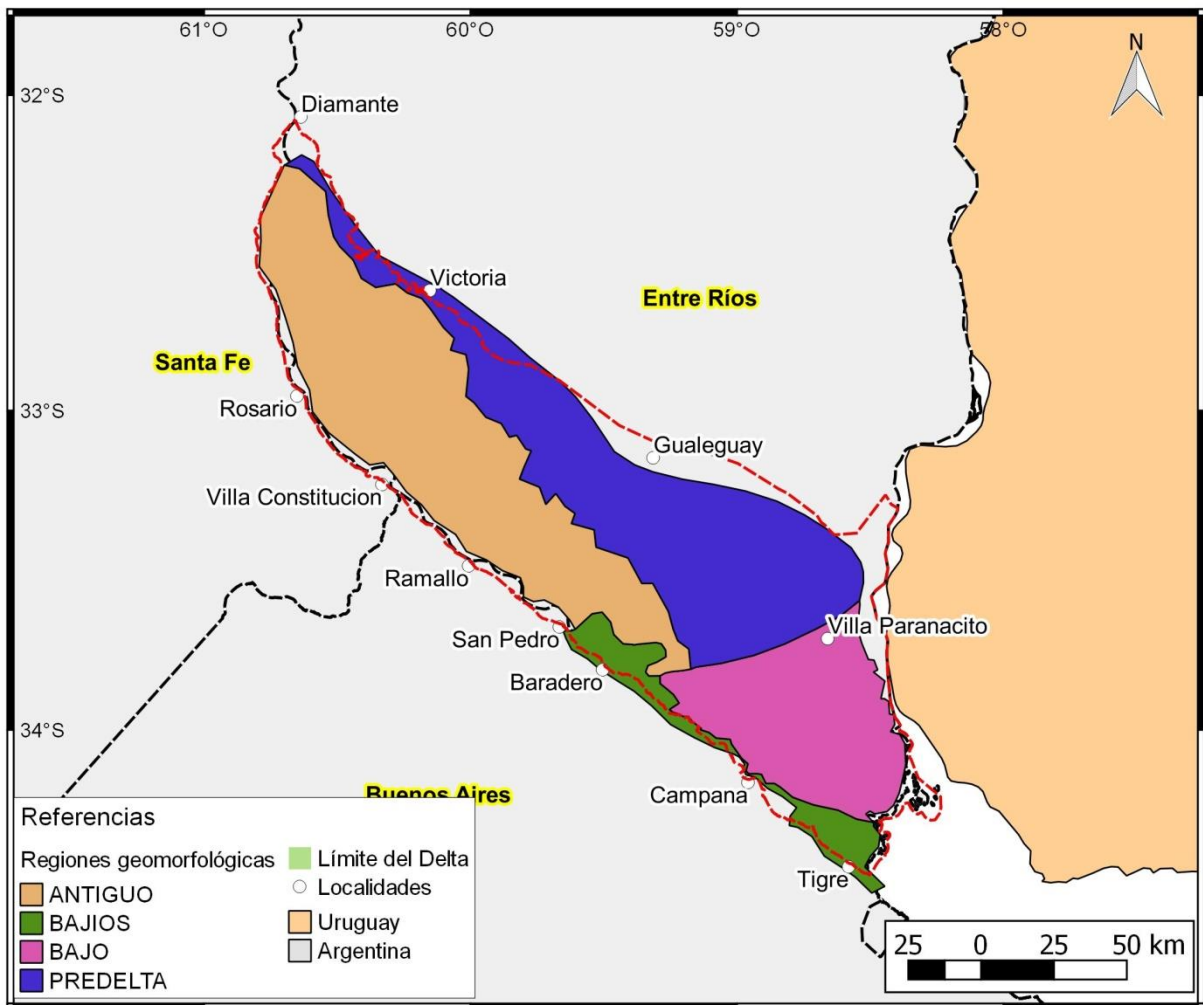 61°O
60°O
59°O
58°O
N
32°S
Diamante
Victoria
Entre Ríos
Santa Fe
33°S
Rosario
Gualeguay
Villa Constitucion
Ramallo
San Pedro
Villa Paranacito
Baradero
34°S
Campana
Buenos Aires
Tigre
Referencias
Regiones geomorfológicas
ANTIGUO
BAJIOS
BAJO
PREDELTA
Límite del Delta
Localidades
Uruguay
Argentina
25 0 25 50 km